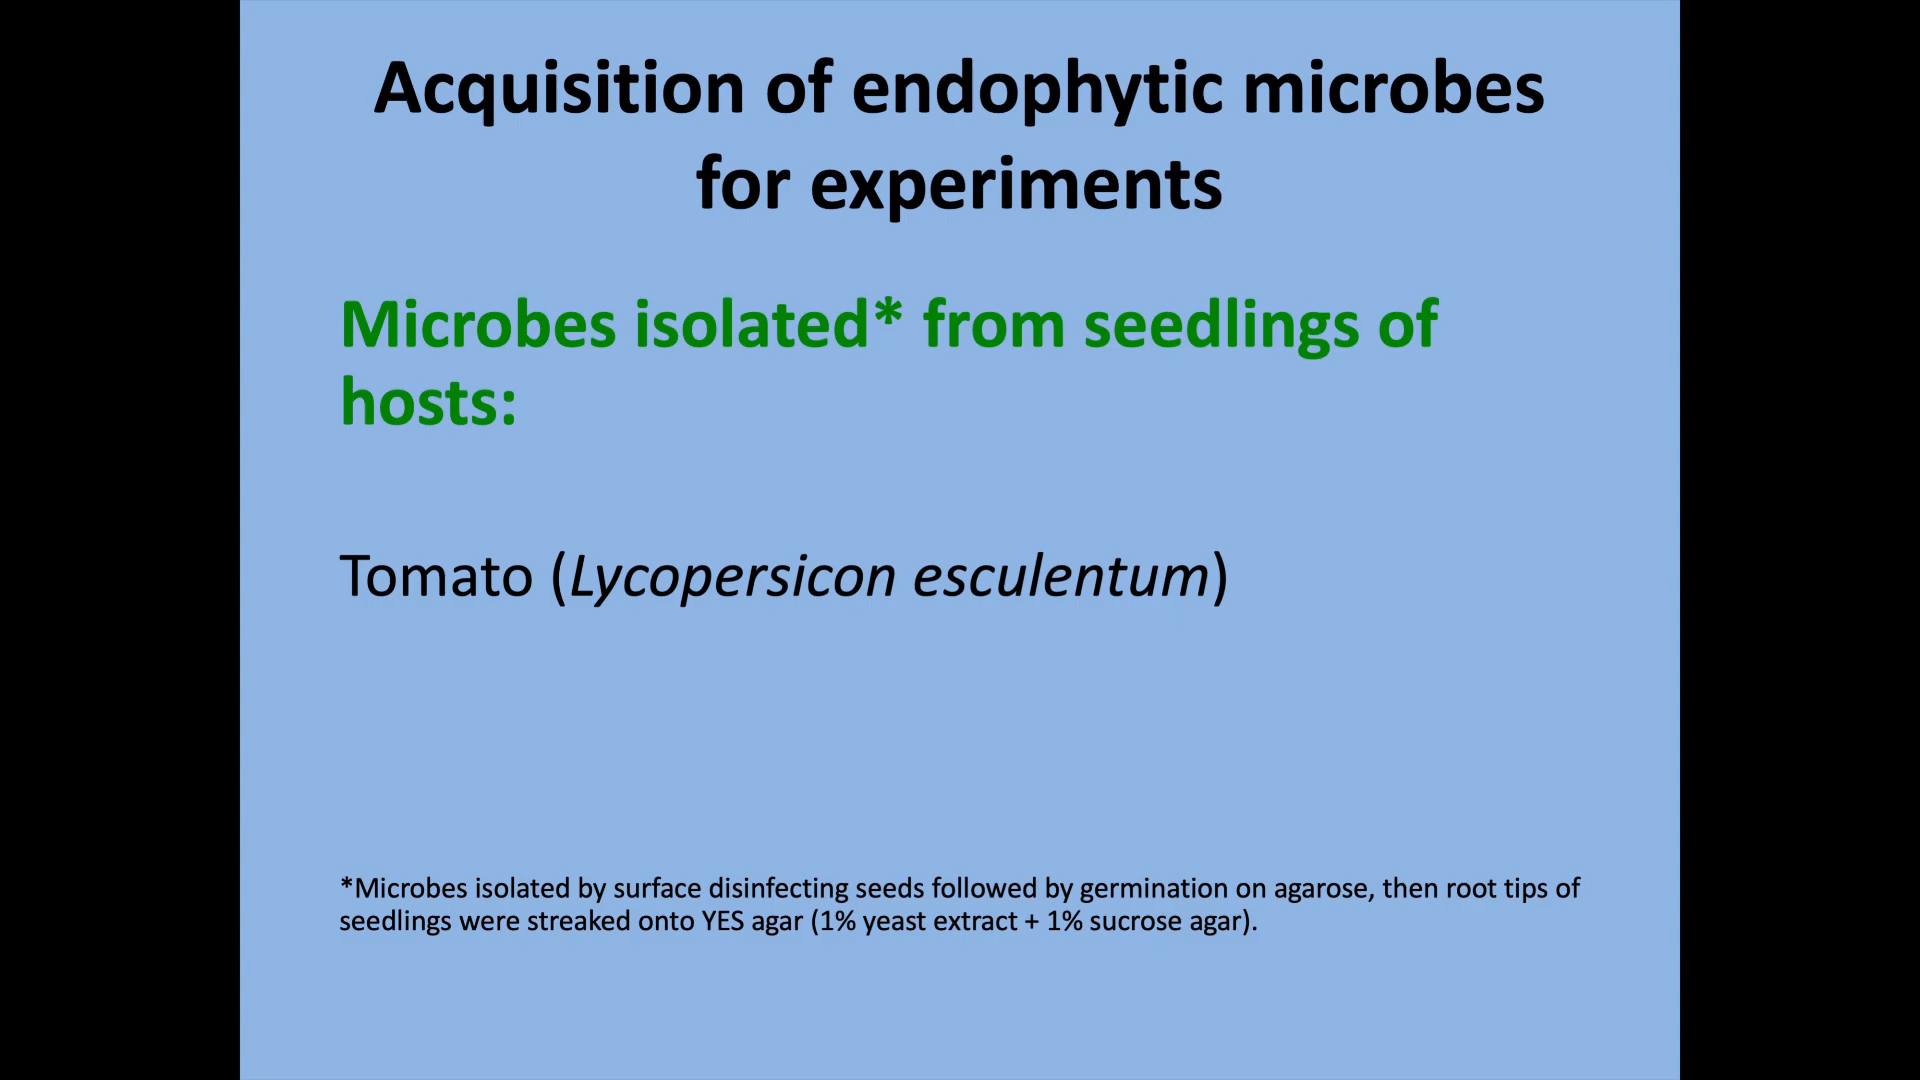 Acquisition of endophytic microbes
for experiments
Microbes isolated* from seedlings of
hosts:
Tomato (Lycopersicon esculentum)
*Microbes isolated by surface disinfecting seeds followed by germination on agarose, then root tips of
seedlings were streaked onto YES agar (1% yeast extract + 1% sucrose agar).